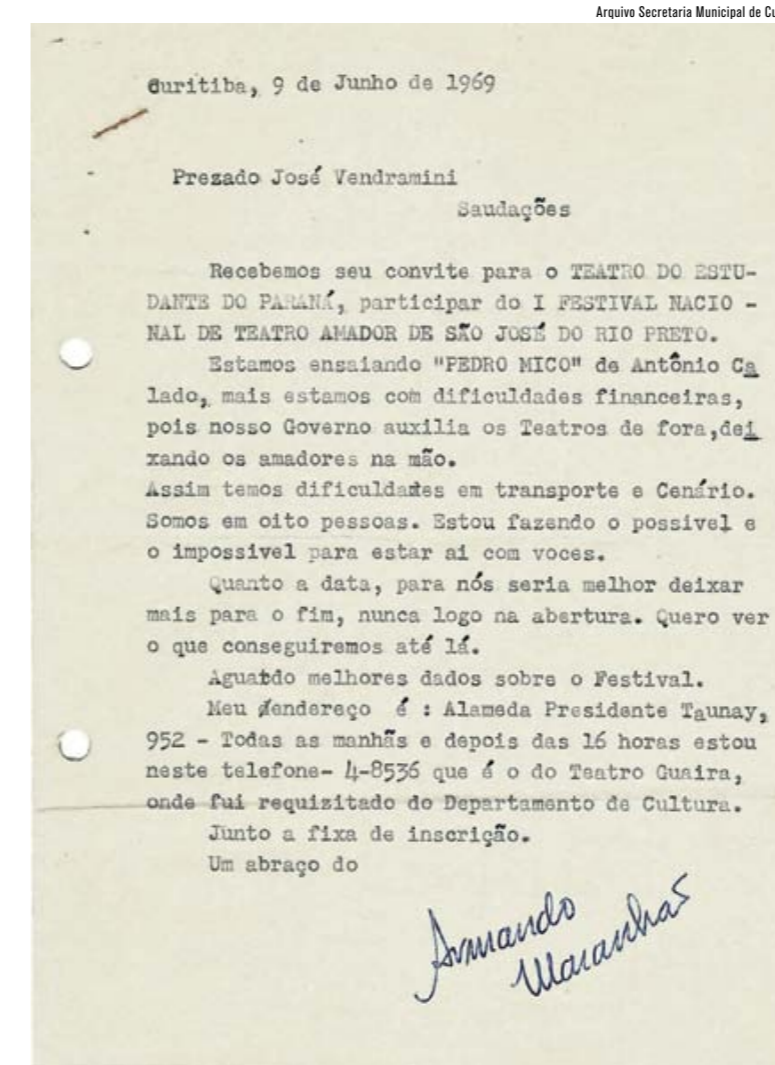 Arquivo Secretaria Municipal de Cu
Curitiba, 9 de Junho de 1969
Prezado José Vendramini
Saudações
Recebemos seu convite para o TEATRO DO ESTU-
DANTE DO PARANÁ, participar do I FESTIVAL NACIO -
NAL DE TEATRO AMADOR DE SÃO JOSÉ DO RIO PRETO.
Estamos ensaiando "PEDRO MICO" de Antônio Ca
lado, mais estamos com dificuldades financeiras,
pois nosso Governo auxilia os Teatros de fora,dei
xando os amadores na mão.
Assim temos dificuldades em transporte e Cenário.
Somos em oito pessoas. Estou fazendo o possivel e
o impossivel para estar ai com voces.
Quanto a data, para nós seria melhor deixar
mais para o fim, nunca logo na abertura. Quero ver
o que conseguiremos até lá.
Aguardo melhores dados sobre o Festival.
Meu endereço é : Alameda Presidente Taunay,
952 - Todas as manhãs e depois das 16 horas estou
neste telefone- 4-8536 que é o do Teatro Guaira,
onde fui requizitado do Departamento de Cultura.
Junto a fixa de inscrição.
Um abraço do
Armando
Maranhão